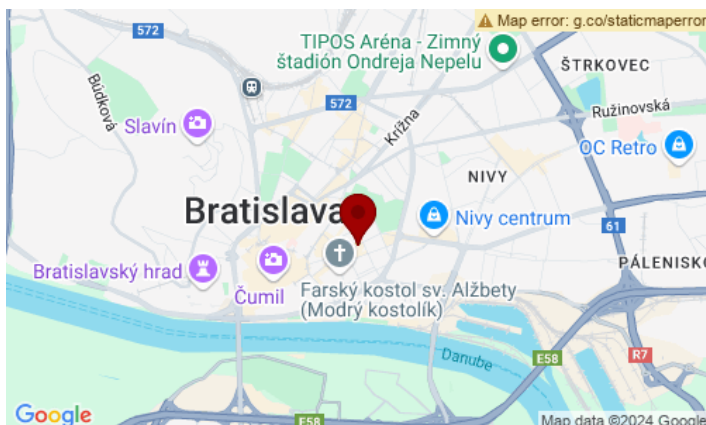 572
Map error: g.co/staticmaperror
TIPOS Aréna - Zimný
štadión Ondreja Nepelu
ŠTRKOVEC
Búdková
572
Ružinovská
Slavín
Krížna
OC Retro
NIVY
Bratislava
Nivy centrum
61
Bratislavský hrad
Čumil
Farský kostol sv. Alžbety
(Modrý kostolík)
PÁLENISKO
Danube
E58
R7
E58
Google
Map data ©2024 Google